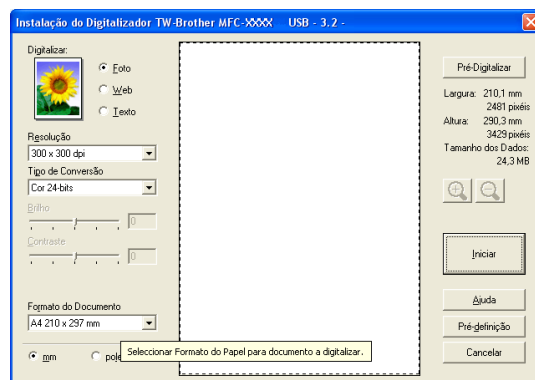 Instalação do Digitalizador TW-Brother MFC-XXXX USB - 3.2 -
Digitalizar:
Foto
Web
Texto
Resolução
300 x 300 dpi
Tipo de Conversão
Cor 24-bits
Brilho
0
Contraste
0
Formato do Documento
A4 210 x 297 mm
mm
pole
Seleccionar Formato do Papel para documento a digitalizar.
Pré-Digitalizar
Largura: 210,1 mm
2481 pixéis
Altura: 290,3 mm
3429 pixéis
Tamanho dos Dados:
24,3 MB
Iniciar
Ajuda
Pré-definição
Cancelar